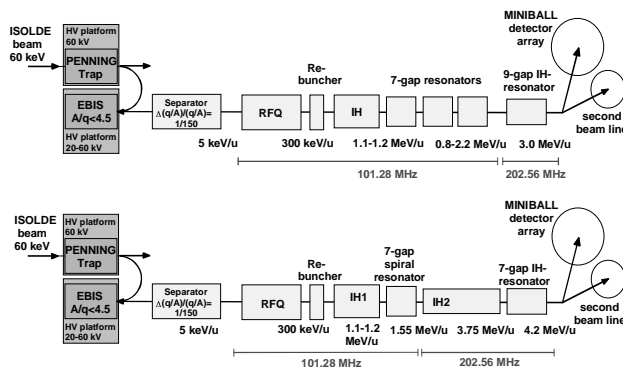 ISOLDE
beam
60 keV
HV platform
60 kV
PENNING
Trap
EBIS
A/q<4.5
HV platform
20-60 kV
Separator
Δ(q/A)/(q/A)=
1/150
5 keV/u
RFQ
300 keV/u
Re-
buncher
IH
1.1-1.2 MeV/u
7-gap resonators
0.8-2.2 MeV/u
9-gap IH-
resonator
3.0 MeV/u
MINIBALL
detector
array
second
beam line
101.28 MHz
202.56 MHz
ISOLDE
beam
60 keV
HV platform
60 kV
PENNING
Trap
EBIS
A/q<4.5
HV platform
20-60 kV
Separator
Δ(q/A)/(q/A)=
1/150
5 keV/u
RFQ
300 keV/u
Re-
buncher
IH1
1.1-1.2
MeV/u
7-gap
spiral
resonator
1.55 MeV/u
IH2
3.75 MeV/u
7-gap IH-
resonator
4.2 MeV/u
MINIBALL
detector
array
second
beam line
101.28 MHz
202.56 MHz